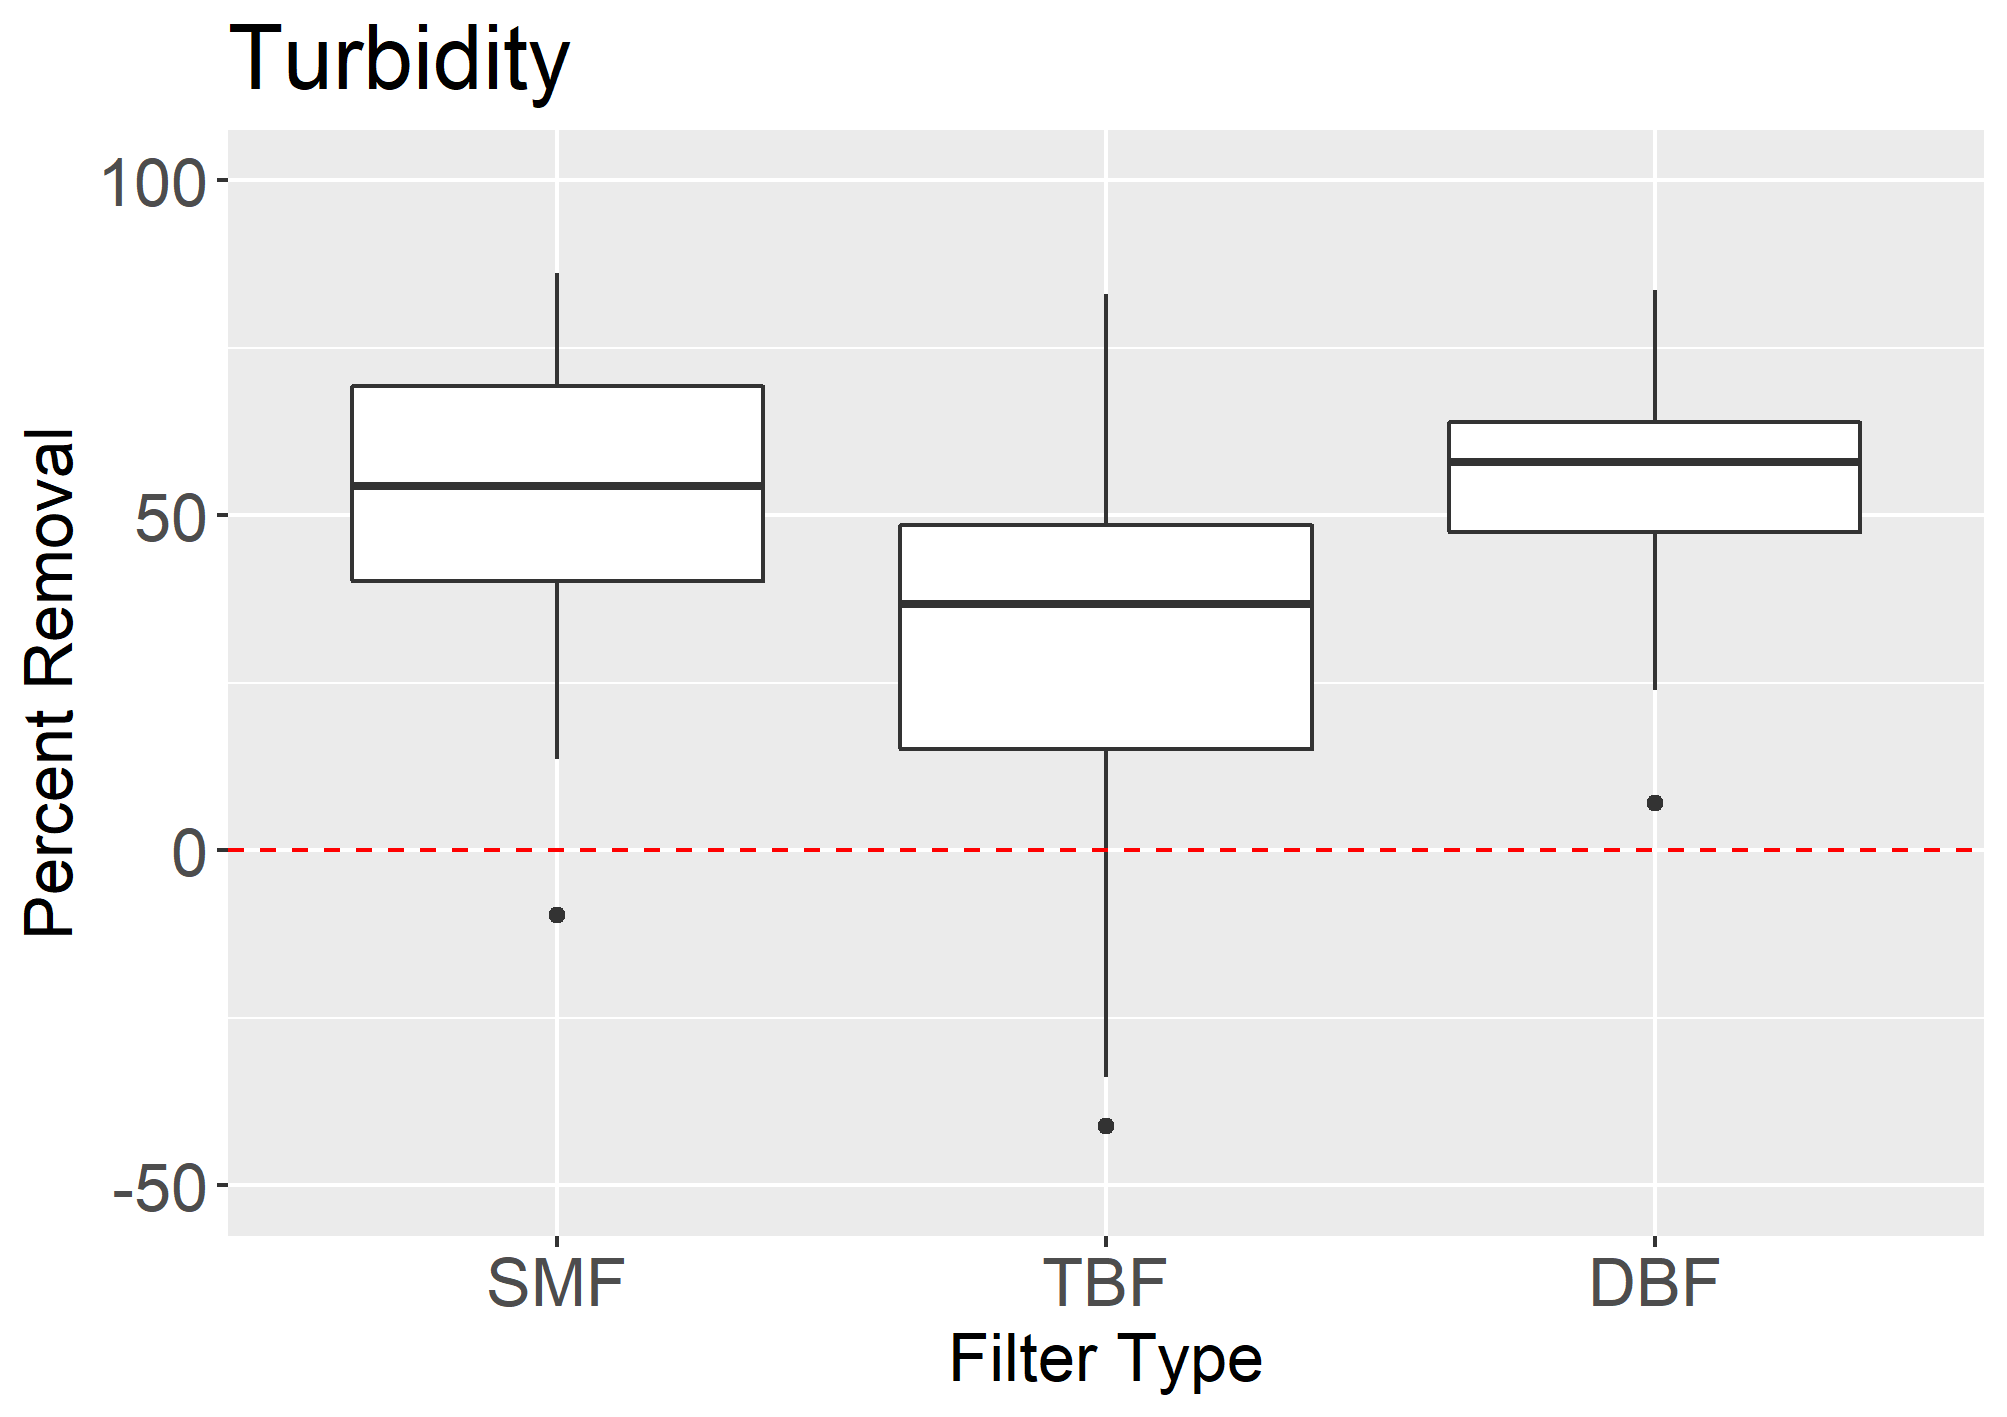 Turbidity
100
50
0
-50
Percent Removal
SMF TBF DBF
Filter Type